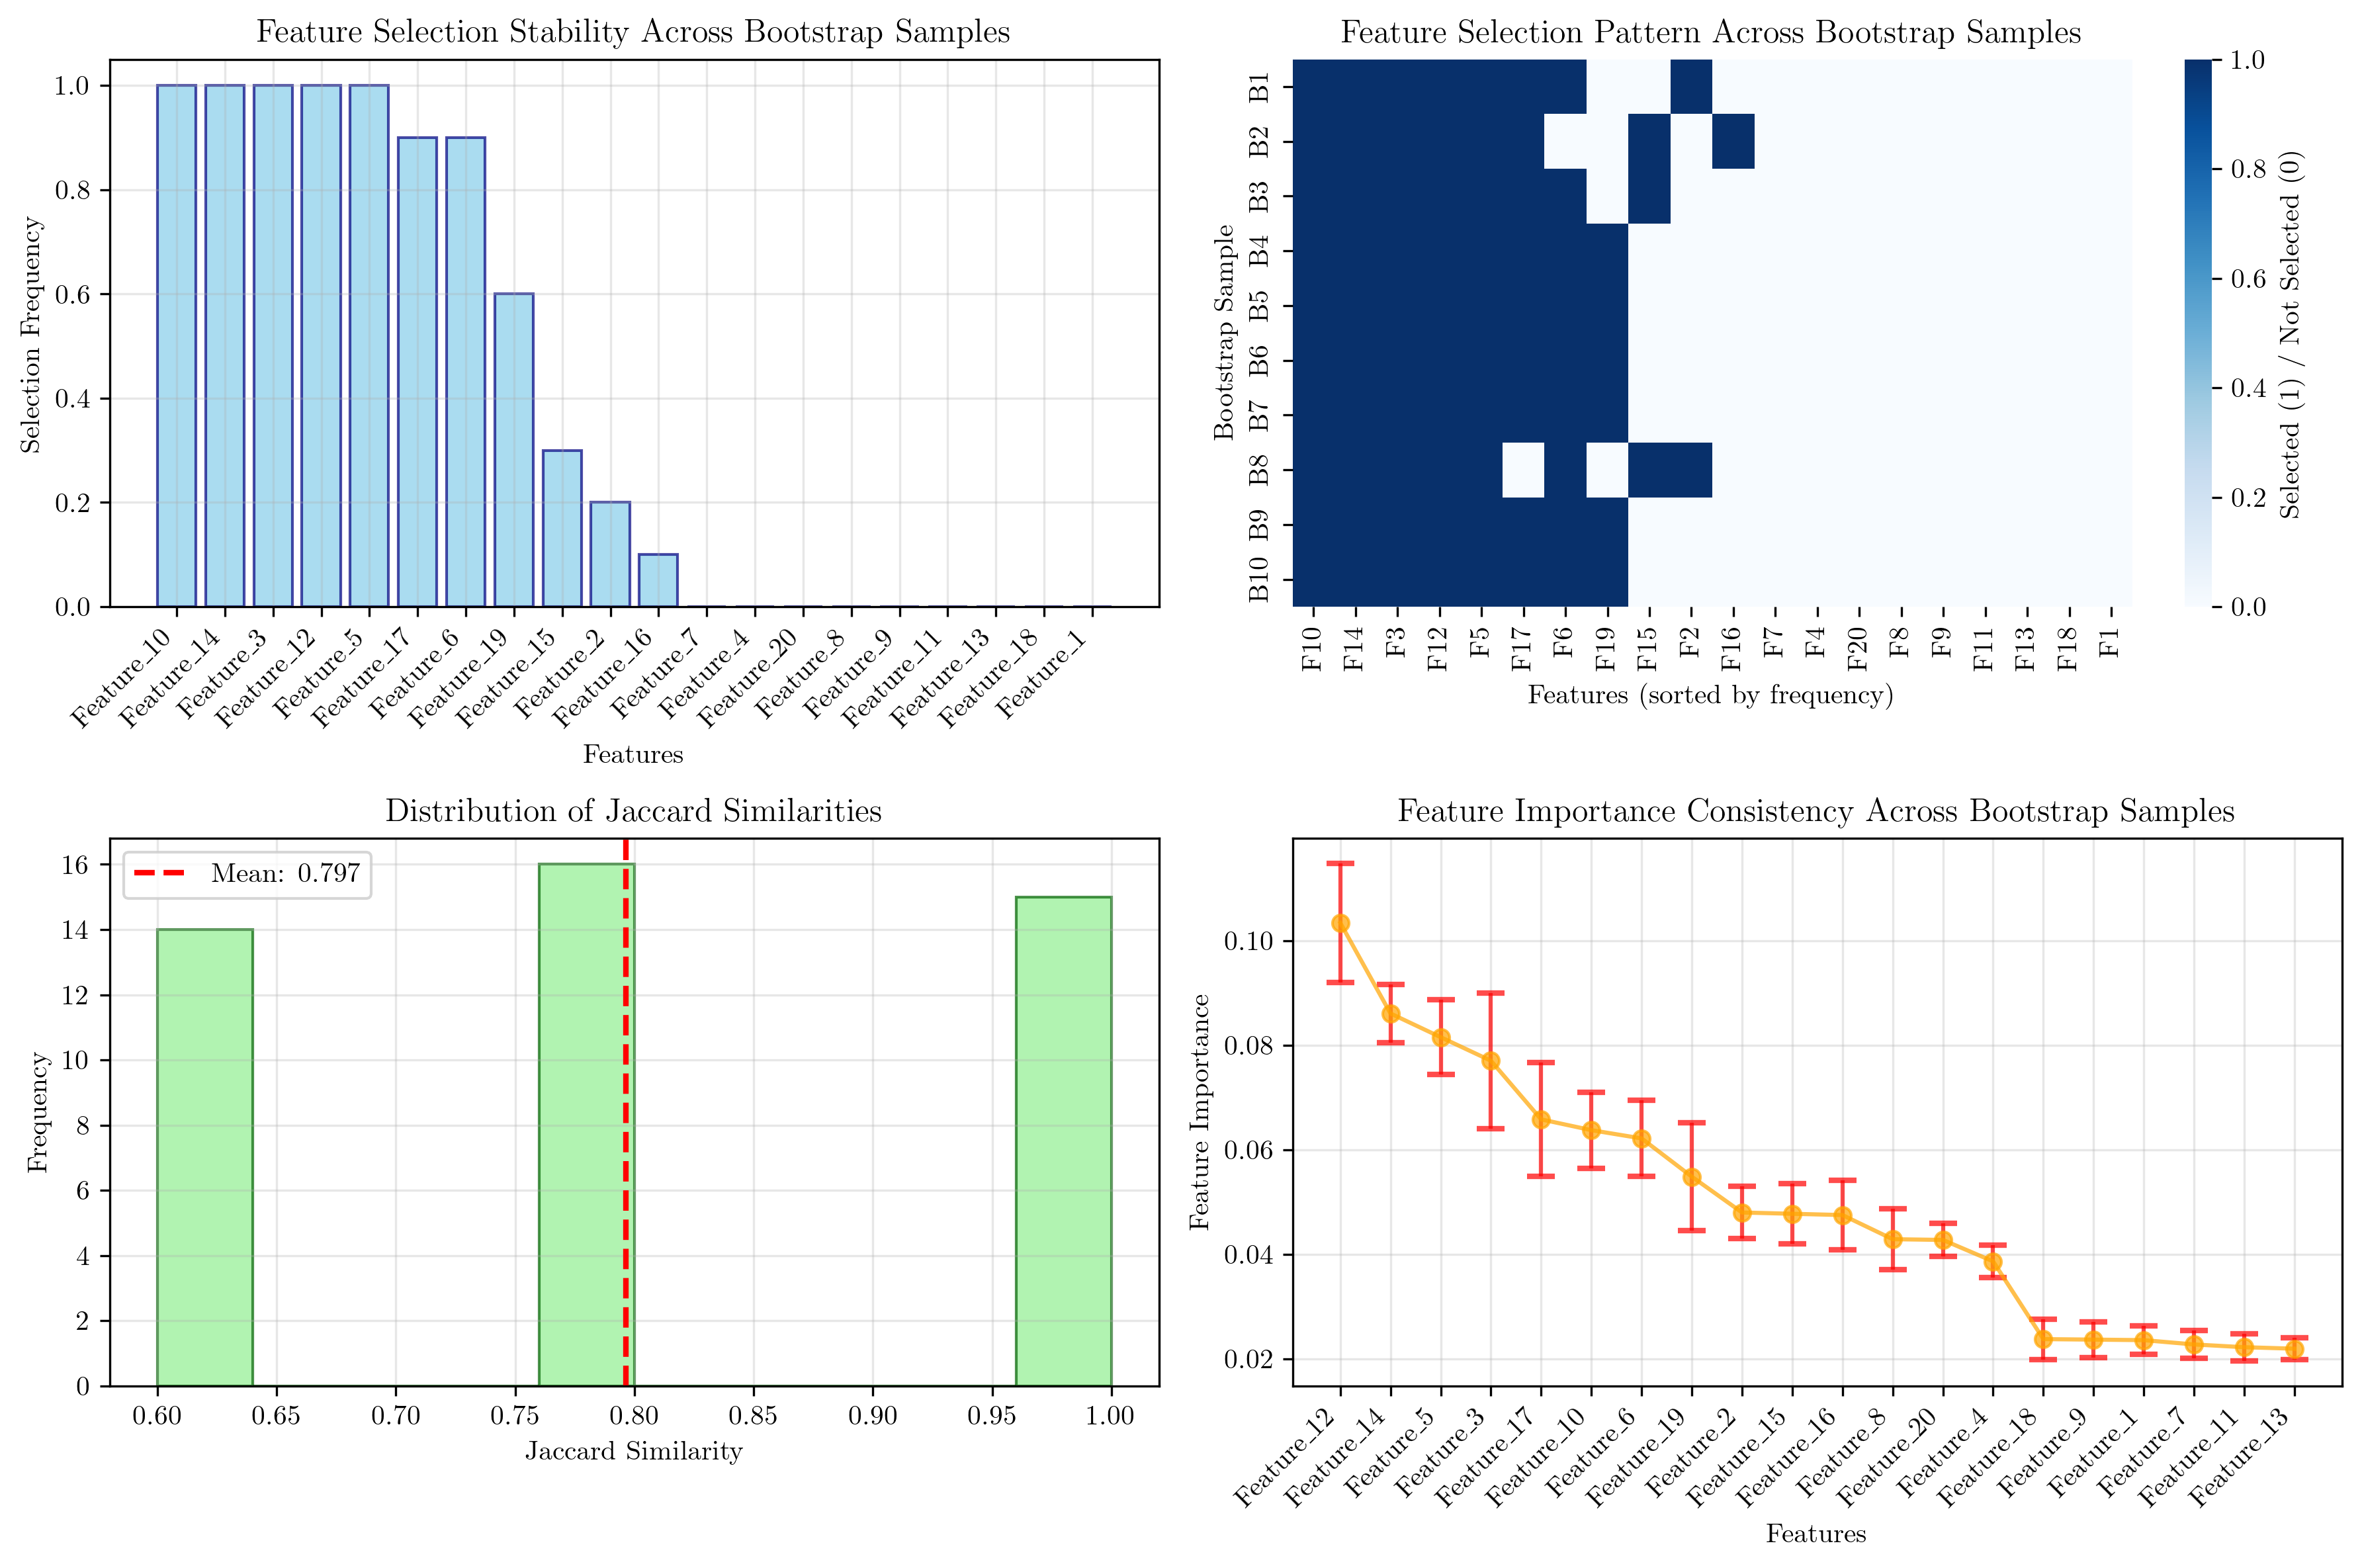 Feature Selection Stability Across Bootstrap Samples
Selection Frequency
1.0
0.8
0.6
0.4
0.2
0.0
Feature_10
Feature_14
Feature_3
Feature_12
Feature_5
Feature_17
Feature_6
Feature_19
Feature_15
Feature_2
Feature_16
Feature_7
Feature_4
Feature_20
Feature_8
Feature_9
Feature_11
Feature_13
Feature_18
Feature_1
Features
Feature Selection Pattern Across Bootstrap Samples
Bootstrap Sample
B1
B2
B3
B4
B5
B6
B7
B8
B9
B10
F10
F14
F3
F12
F5
F17
F6
F19
F15
F2
F16
F7
F4
F20
F8
F9
F11
F13
F18
F1
Features (sorted by frequency)
1.0
0.8
0.6
0.4
0.2
0.0
Selected (1) / Not Selected (0)
Distribution of Jaccard Similarities
Mean: 0.797
Frequency
16
14
12
10
8
6
4
2
0
0.60
0.65
0.70
0.75
0.80
0.85
0.90
0.95
1.00
Jaccard Similarity
Feature Importance Consistency Across Bootstrap Samples
Feature Importance
0.10
0.08
0.06
0.04
0.02
Feature_12
Feature_14
Feature_5
Feature_3
Feature_17
Feature_10
Feature_6
Feature_19
Feature_2
Feature_15
Feature_16
Feature_8
Feature_20
Feature_4
Feature_18
Feature_9
Feature_1
Feature_7
Feature_11
Feature_13
Features